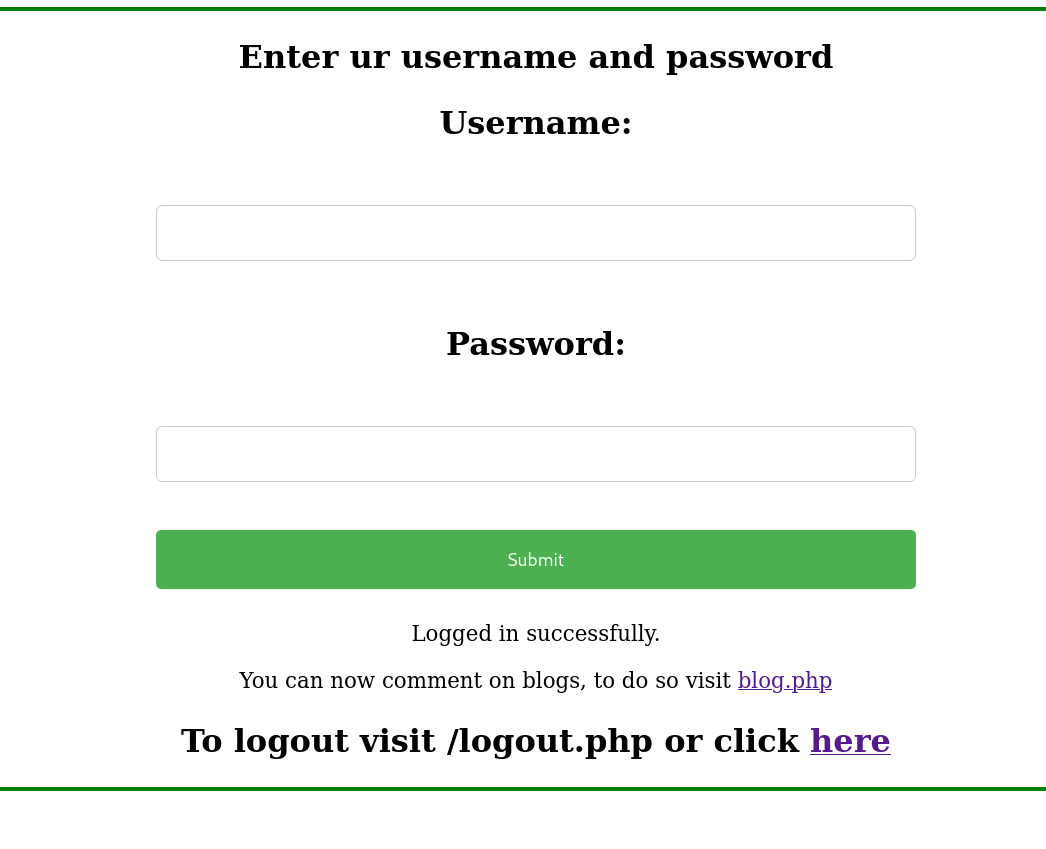 Enter ur username and password
Username:
Password:
Submit
Logged in successfully.
You can now comment on blogs, to do so visit blog.php
To logout visit /logout.php or click here